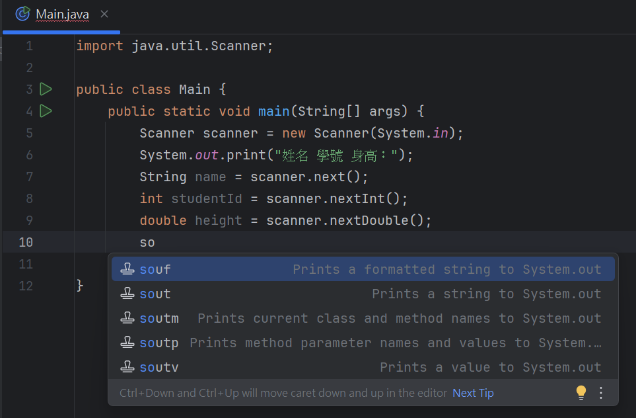 Main.java
1 import java.util.Scanner;
2
3 public class Main {
4 public static void main(String[] args) {
5 Scanner scanner = new Scanner(System.in);
6 System.out.print("姓名 學號 身高：");
7 String name = scanner.next();
8 int studentId = scanner.nextInt();
9 double height = scanner.nextDouble();
10 so
11
12 }
souf Prints a formatted string to System.out
sout Prints a string to System.out
soutm Prints current class and method names to System.out
soutp Prints method parameter names and values to System.…
soutv Prints a value to System.out
Ctrl+Down and Ctrl+Up will move caret down and up in the editor Next Tip